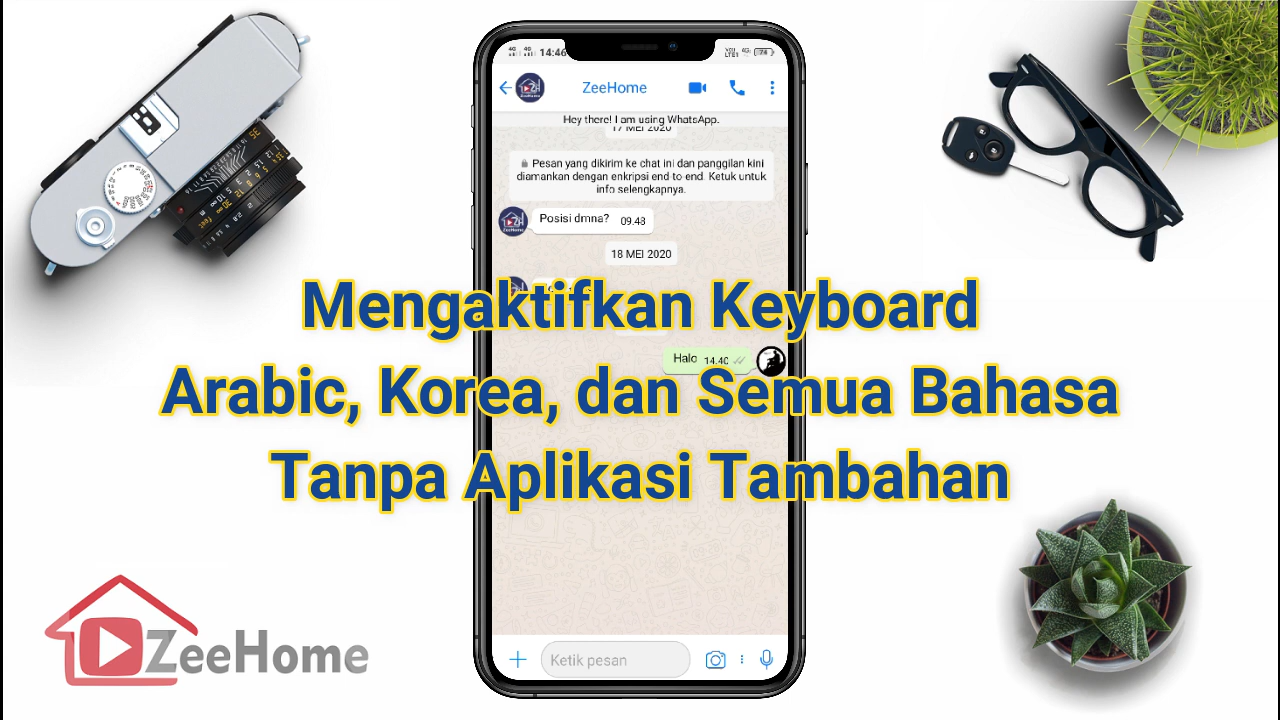 14:46
74
ZeeHome
Hey there! I am using WhatsApp.
17 MEI 2020
Pesan yang dikirim ke chat ini dan panggilan kini
diamankan dengan enkripsi end to end. Ketuk untuk
info selengkapnya.
Posisi dmna? 09.48
18 MEI 2020
Mengaktifkan Keyboard
Halo 14.40
Arabic, Korea, dan Semua Bahasa
Tanpa Aplikasi Tambahan
ZeeHome
Ketik pesan